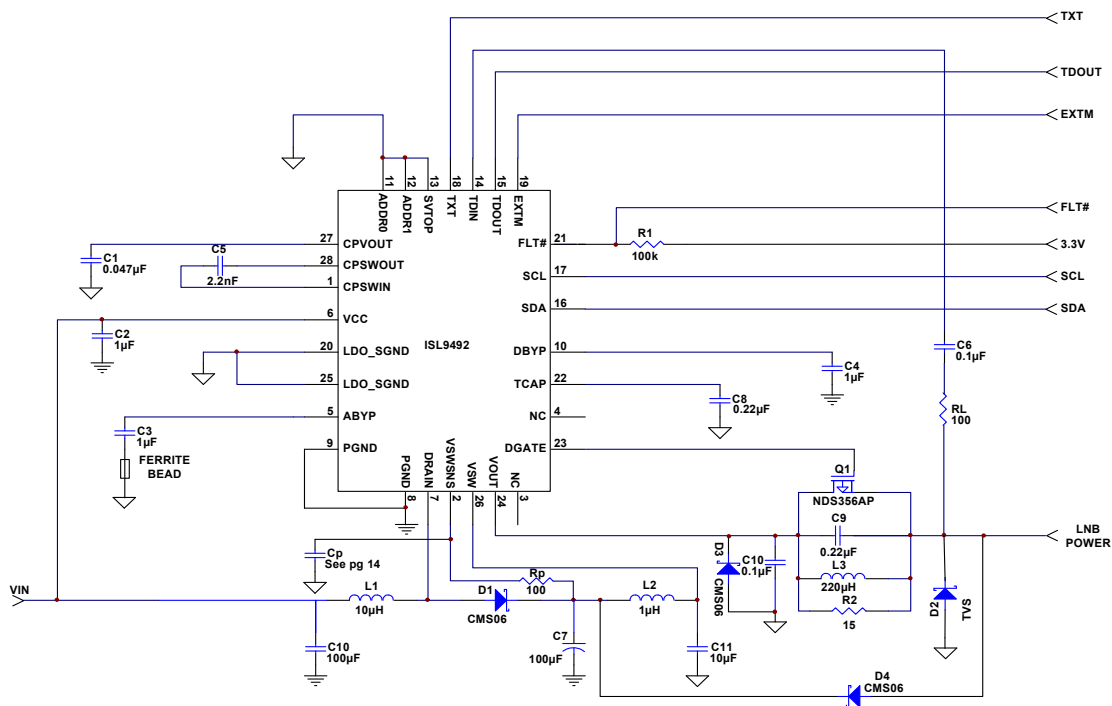 TXT
TDOUT
EXTM
11
12
13
18
14
15
19
ADDR0
ADDR1
SVTOP
TXT
TDIN
TDOUT
EXTM
FLT#
27
CPVOUT
FLT#
21
R1
100k
3.3V
C1
0.047µF
C5
2.2nF
28
CPSWOUT
1
CPSWIN
SCL
17
SCL
SDA
16
SDA
6
VCC
C2
1µF
ISL9492
C6
0.1µF
20
LDO_SGND
DBYP
10
C4
1µF
25
LDO_SGND
TCAP
22
C8
0.22µF
5
ABYP
NC
4
RL
100
C3
1µF
FERRITE
BEAD
9
PGND
DGATE
23
PGND
DRAIN
VSWSNS
VSW
VOUT
NC
8
7
2
26
24
3
Q1
NDS356AP
C9
0.22µF
LNB
POWER
Cp
See pg 14
Rp
100
D3
CMS06
C10
0.1µF
L3
220µH
R2
15
D2
TVS
VIN
L1
10µH
D1
CMS06
L2
1µH
C10
100µF
C7
100µF
C11
10µF
D4
CMS06